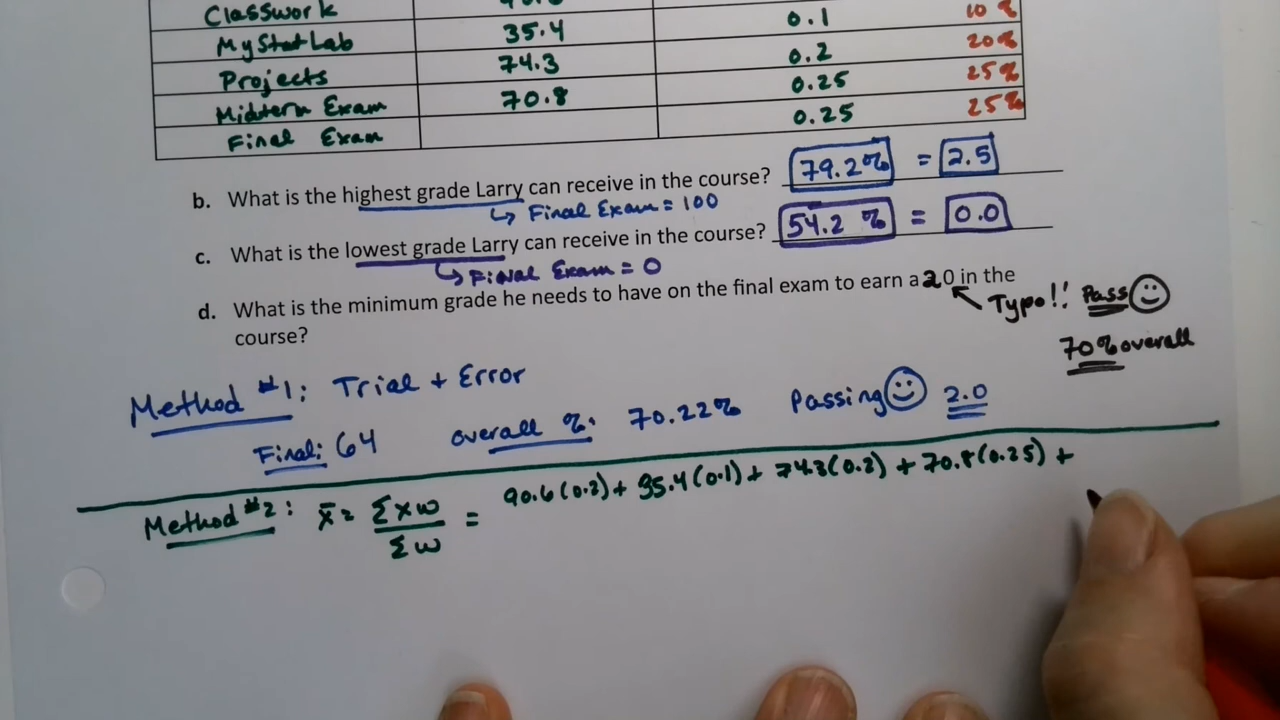 Classwork
MyStatLab 35.4 0.1 10%
Projects 74.3 0.2 20%
Midterm Exam 70.8 0.25 25%
Final Exam 0.25 25%
b. What is the highest grade Larry can receive in the course? 79.2% = 2.5
↳ Final Exam = 100
c. What is the lowest grade Larry can receive in the course? 54.2 % = 0.0
↳ Final Exam = 0
d. What is the minimum grade he needs to have on the final exam to earn a 2.0 in the
course?
Typo!! Pass
70% overall
Method #1: Trial + Error
Final: 64 overall %: 70.22% Passing 2.0
Method #2: x̄ = Σxw / Σw = 90.6(0.2) + 35.4(0.1) + 74.3(0.2) + 70.8(0.25) +